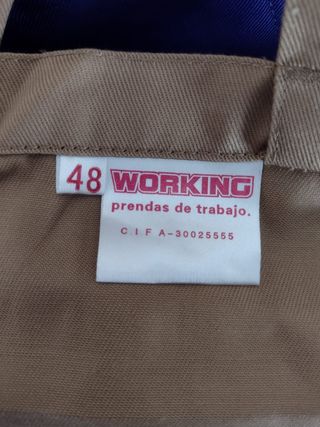 48 WORKING
prendas de trabajo.
C I F A-30025555